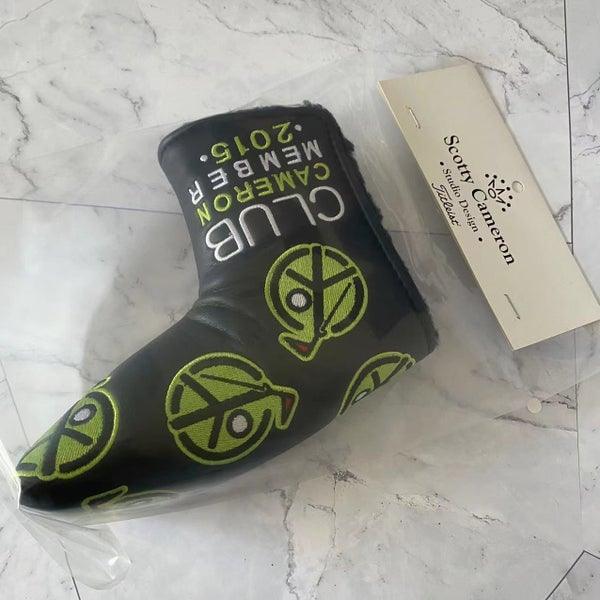 CLUB
CAMERON
MEMBER
• 2015 •
Scotty Cameron
• Studio Design •
Titleist